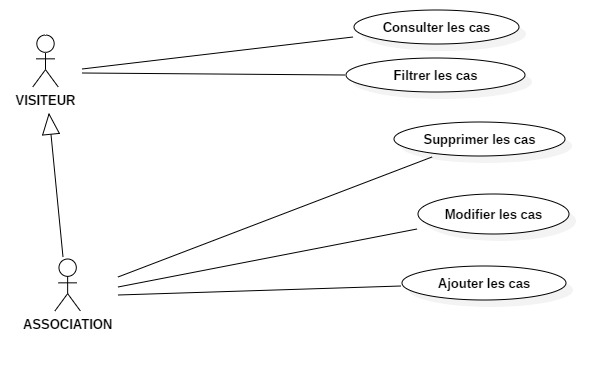 Consulter les cas
Filtrer les cas
VISITEUR
Supprimer les cas
Modifier les cas
Ajouter les cas
ASSOCIATION